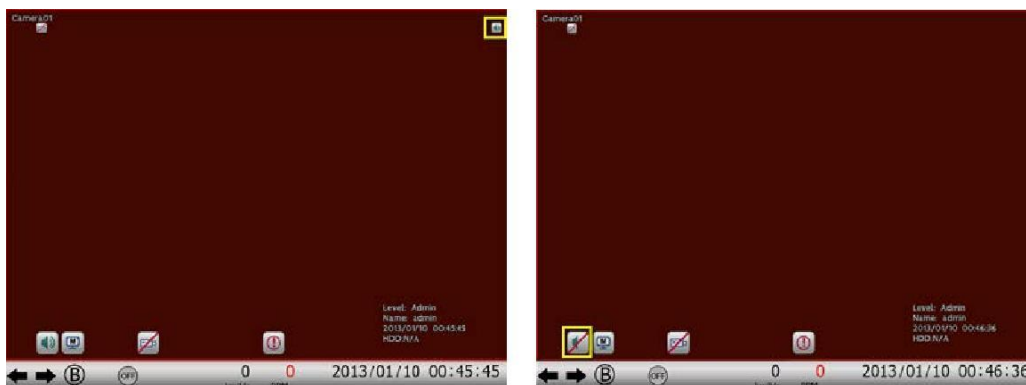 Camera01
Level: Admin
Name: admin
2013/01/10 00:45:45
HDD:N/A
B
OFF
0 0 2013/01/10 00:45:45
Camera01
Level: Admin
Name: admin
2013/01/10 00:46:36
HDD:N/A
B
OFF
0 0 2013/01/10 00:46:36